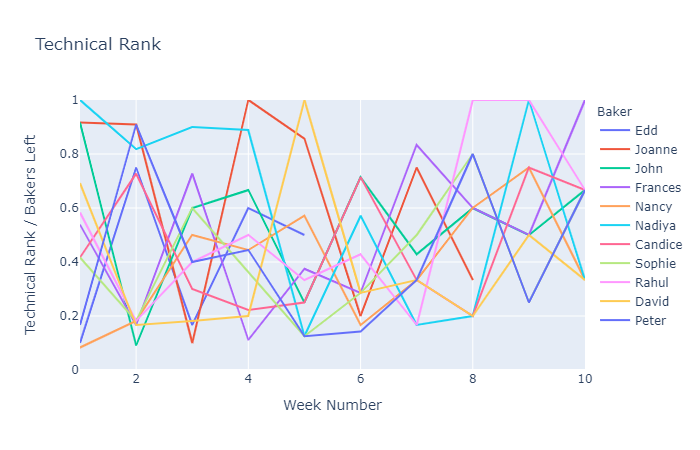 Technical Rank
Technical Rank / Bakers Left
1
0.8
0.6
0.4
0.2
0
2
4
6
8
10
Week Number
Baker
Edd
Joanne
John
Frances
Nancy
Nadiya
Candice
Sophie
Rahul
David
Peter